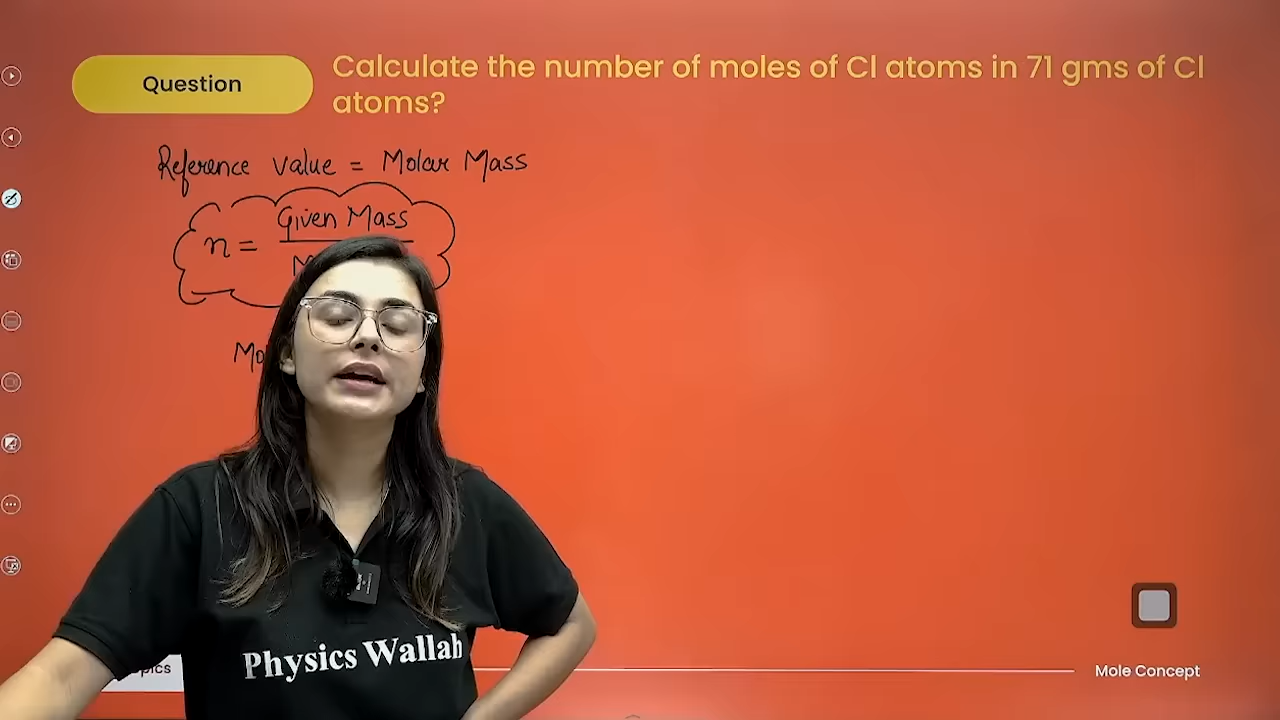 Question
Calculate the number of moles of Cl atoms in 71 gms of Cl
atoms?
Reference value = Molar Mass
n = Given Mass
Physics Wallah
Mole Concept